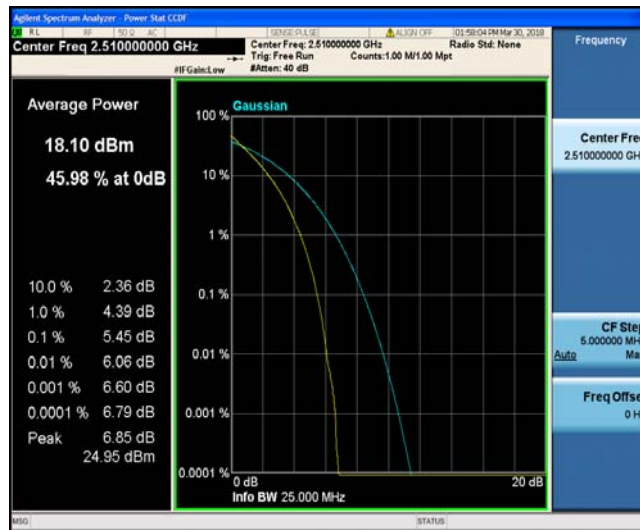 Agilent Spectrum Analyzer - Power Stat CCDF
RL RF 50 Ω AC SENSE:PULSE ALIGN OFF 01:58:04 PM Mar 30, 2018
Center Freq 2.510000000 GHz
Center Freq: 2.510000000 GHz Radio Std: None
Trig: Free Run Counts:1.00 M/1.00 Mpt
#IFGain:Low #Atten: 40 dB
Frequency
Average Power
18.10 dBm
45.98 % at 0dB
10.0 % 2.36 dB
1.0 % 4.39 dB
0.1 % 5.45 dB
0.01 % 6.06 dB
0.001 % 6.60 dB
0.0001 % 6.79 dB
Peak 6.85 dB
24.95 dBm
Gaussian
100 %
10 %
1 %
0.1 %
0.01 %
0.001 %
0.0001 %
0 dB 20 dB
Info BW 25.000 MHz
Center Fre
2.510000000 GH
CF Step
5.000000 MH
Auto Ma
Freq Offse
0 H
MSG STATUS